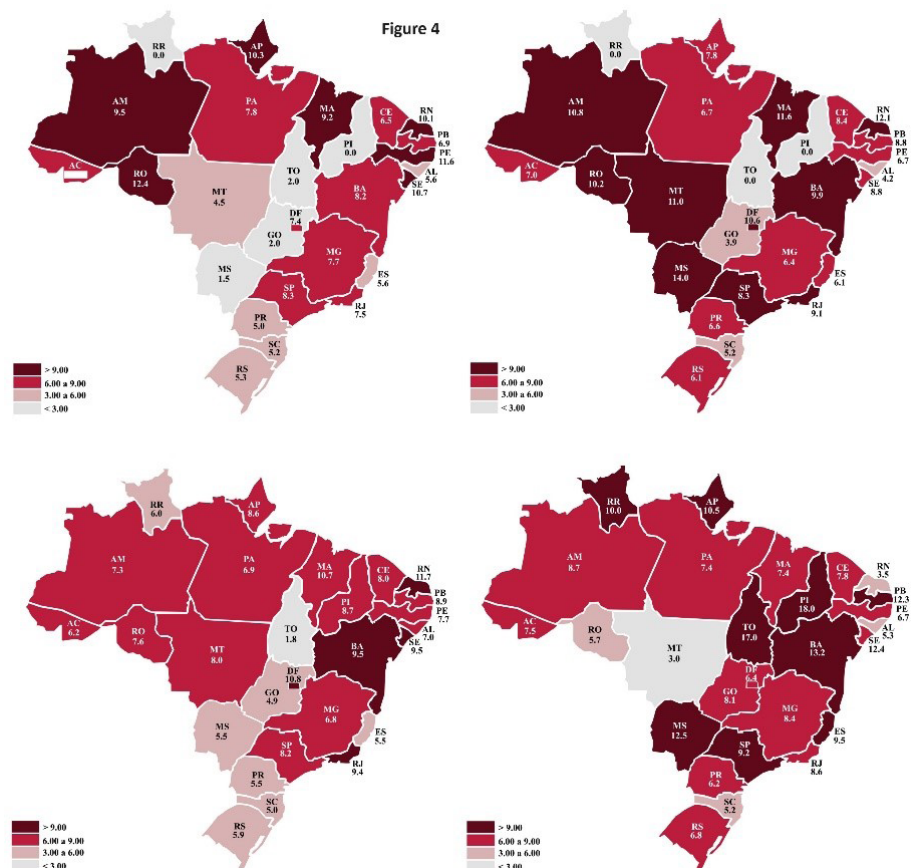 Figure 4
RR
0.0
AP
10.3
AM
9.5
PA
7.8
MA
9.2
CE
6.5
RN
10.1
PB
6.9
PE
11.6
AL
5.6
SE
10.7
PI
0.0
AC
RO
12.4
TO
2.0
BA
8.2
MT
4.5
DF
7.4
GO
2.0
MG
7.7
ES
5.6
MS
1.5
SP
8.3
RJ
7.5
PR
5.0
SC
5.2
RS
5.3
> 9.00
6.00 a 9.00
3.00 a 6.00
< 3.00
RR
0.0
AP
7.8
AM
10.8
PA
6.7
MA
11.6
CE
8.4
RN
12.1
PB
8.8
PE
6.7
AL
4.2
SE
8.8
PI
0.0
AC
7.0
RO
10.2
TO
0.0
BA
9.9
MT
11.0
DF
10.6
GO
3.9
MG
6.4
ES
6.1
MS
14.0
SP
8.3
RJ
9.1
PR
6.6
SC
5.2
RS
6.1
> 9.00
6.00 a 9.00
3.00 a 6.00
< 3.00
RR
6.0
AP
8.6
AM
7.3
PA
6.9
MA
10.7
CE
8.0
RN
11.7
PB
8.9
PE
7.7
AL
7.0
SE
9.5
PI
8.7
AC
6.2
RO
7.6
TO
1.8
BA
9.5
MT
8.0
DF
10.8
GO
4.9
MG
6.8
ES
5.5
MS
5.5
SP
8.2
RJ
9.4
PR
5.5
SC
5.0
RS
5.9
> 9.00
6.00 a 9.00
3.00 a 6.00
< 3.00
RR
10.0
AP
10.5
AM
8.7
PA
7.4
MA
7.4
CE
7.8
RN
3.5
PB
12.3
PE
6.7
AL
5.3
SE
12.4
PI
18.0
AC
7.5
RO
5.7
TO
17.0
BA
13.2
MT
3.0
DF
6.4
GO
8.1
MG
8.4
ES
9.5
MS
12.5
SP
9.2
RJ
8.6
PR
6.2
SC
5.2
RS
6.8
> 9.00
6.00 a 9.00
3.00 a 6.00
< 3.00